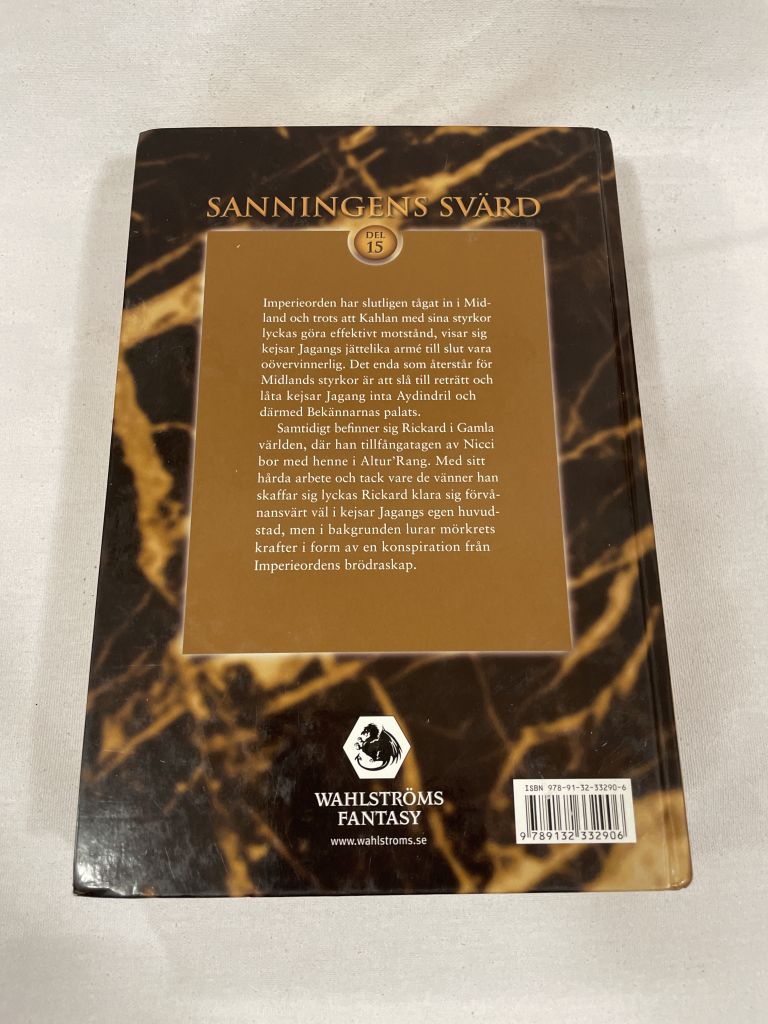 SANNINGENS SVÄRD
DEL
15
Imperieorden har slutligen tågat in i Mid-
land och trots att Kahlan med sina styrkor
lyckas göra effektivt motstånd, visar sig
kejsar Jagangs jättelika armé till slut vara
oövervinnerlig. Det enda som återstår för
Midlands styrkor är att slå till reträtt och
låta kejsar Jagang inta Aydindril och
därmed Bekännarnas palats.
Samtidigt befinner sig Rickard i Gamla
världen, där han tillfångatagen av Nicci
bor med henne i Altur'Rang. Med sitt
hårda arbete och tack vare de vänner han
skaffar sig lyckas Rickard klara sig förvå-
nansvärt väl i kejsar Jagangs egen huvud-
stad, men i bakgrunden lurar mörkrets
krafter i form av en konspiration från
Imperieordens brödraskap.
WAHLSTRÖMS
FANTASY
www.wahlstroms.se
ISBN 978-91-32-33290-6
9 789132 332906